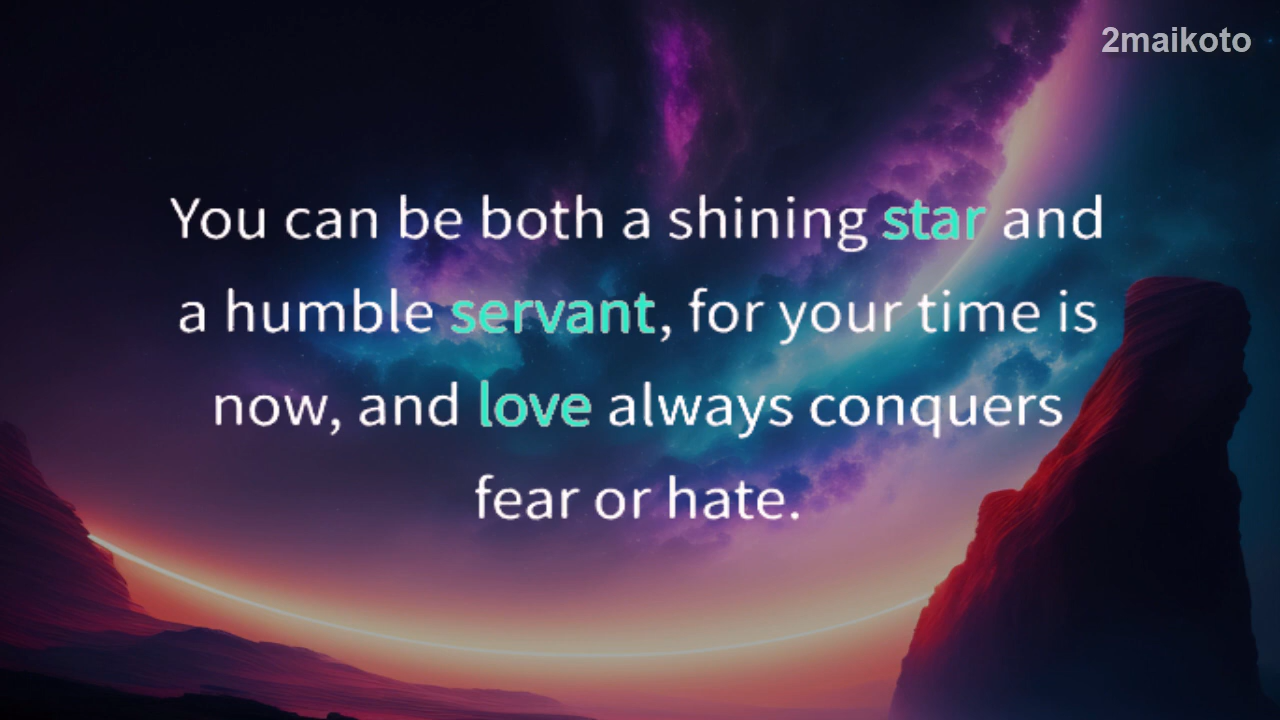 2maikoto
You can be both a shining star and
a humble servant, for your time is
now, and love always conquers
fear or hate.